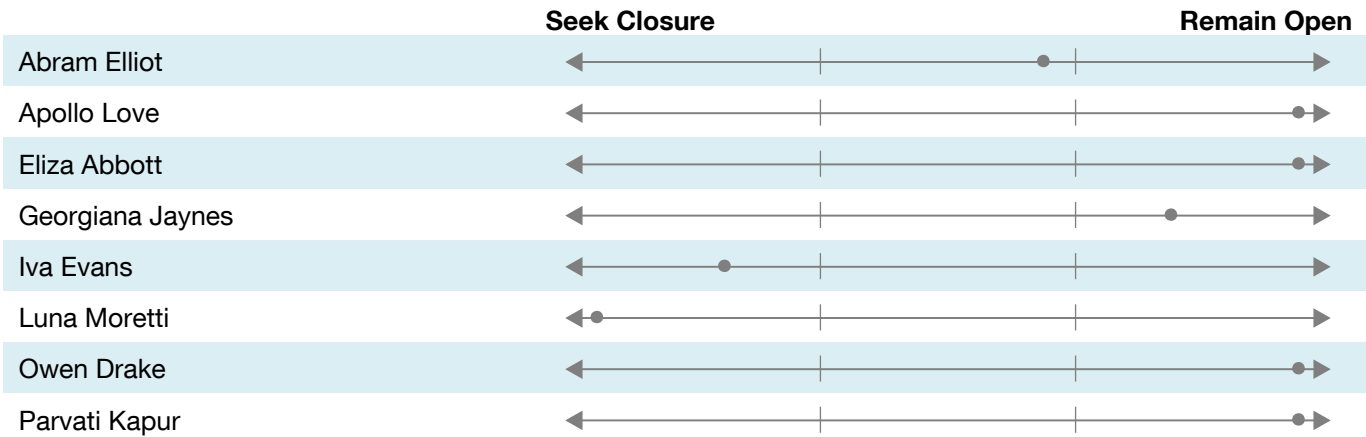 Seek Closure Remain Open
Abram Elliot
Apollo Love
Eliza Abbott
Georgiana Jaynes
Iva Evans
Luna Moretti
Owen Drake
Parvati Kapur